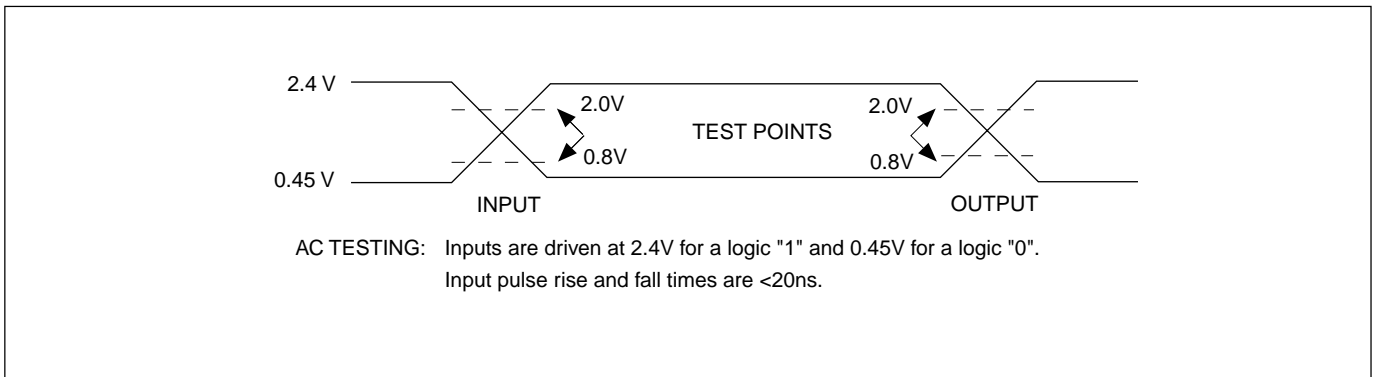 2.4 V
2.0V
2.0V
TEST POINTS
0.8V
0.8V
0.45 V
INPUT
OUTPUT
AC TESTING: Inputs are driven at 2.4V for a logic "1" and 0.45V for a logic "0".
Input pulse rise and fall times are <20ns.